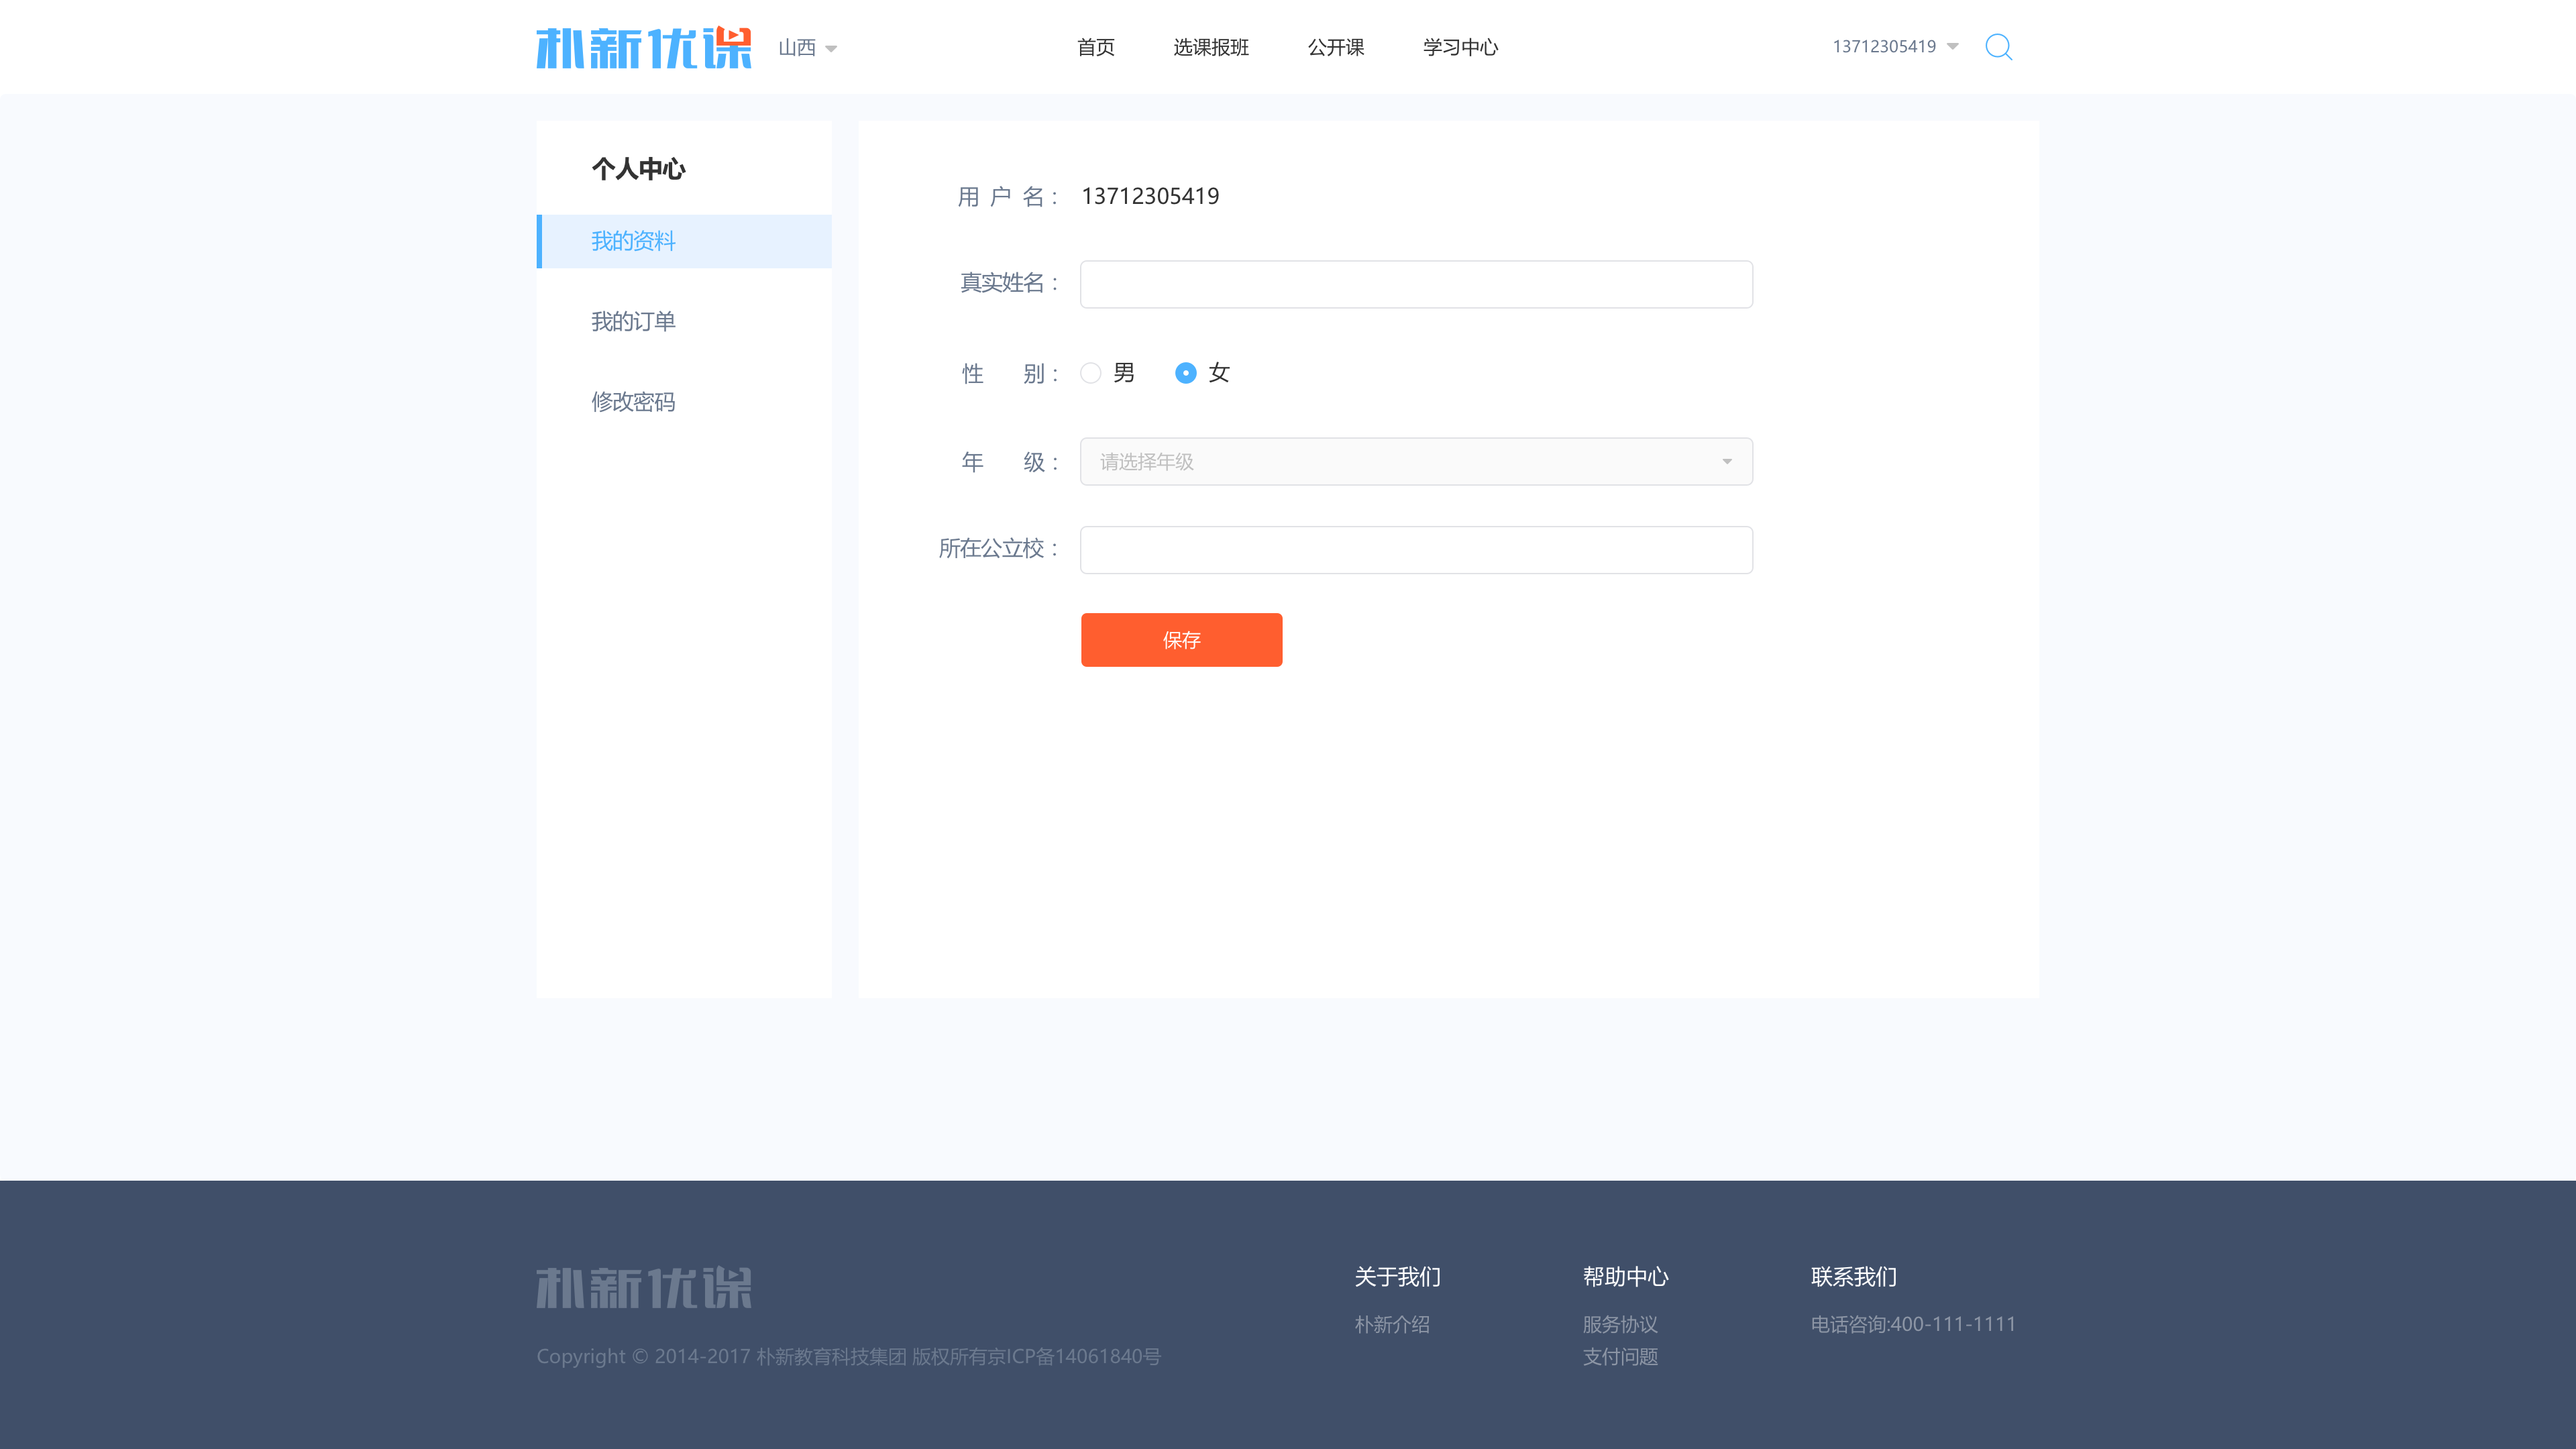 朴新优课
山西
首页 选课报班 公开课 学习中心
13712305419
个人中心
我的资料
我的订单
修改密码
用户名： 13712305419
真实姓名：
性别： 男 女
年级： 请选择年级
所在公立校：
保存
朴新优课
Copyright © 2014-2017 朴新教育科技集团 版权所有京ICP备14061840号
关于我们
朴新介绍
帮助中心
服务协议
支付问题
联系我们
电话咨询:400-111-1111